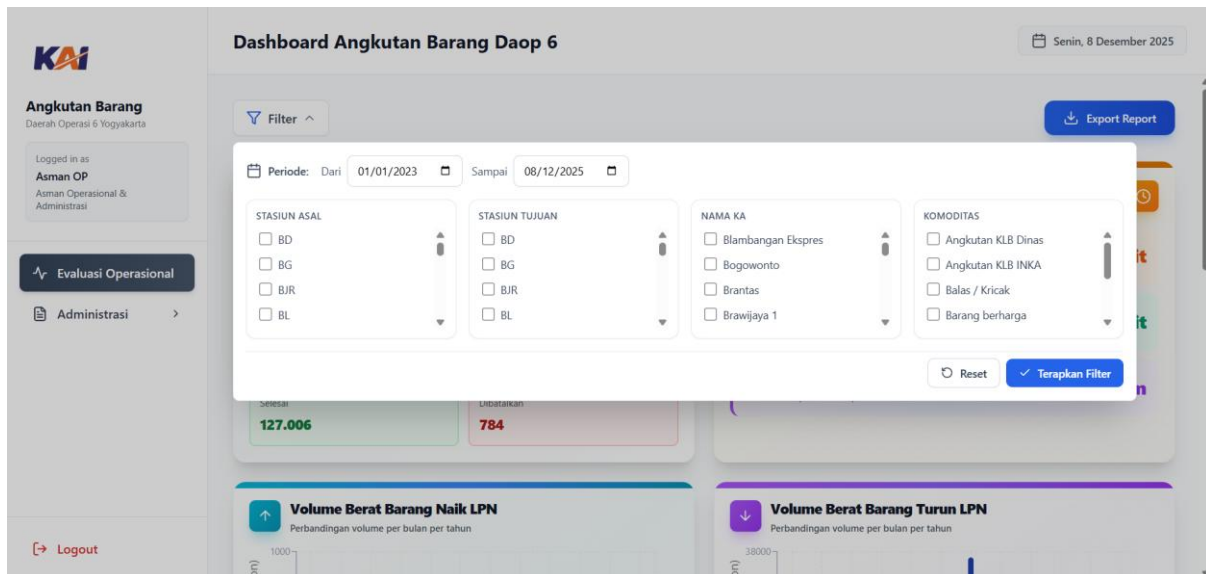 KAI
Dashboard Angkutan Barang Daop 6
Senin, 8 Desember 2025
Angkutan Barang
Daerah Operasi 6 Yogyakarta
Logged in as
Asman OP
Asman Operasional &
Administrasi
Evaluasi Operasional
Administrasi
Logout
Filter
Export Report
Periode: Dari 01/01/2023 Sampai 08/12/2025
STASIUN ASAL
BD
BG
BJR
BL
STASIUN TUJUAN
BD
BG
BJR
BL
NAMA KA
Blambangan Ekspres
Bogowonto
Brantas
Brawijaya 1
KOMODITAS
Angkutan KLB Dinas
Angkutan KLB INKA
Balas / Kricak
Barang berharga
Reset
Terapkan Filter
it
it
n
Selesai
127.006
Dibatalkan
784
Volume Berat Barang Naik LPN
Perbandingan volume per bulan per tahun
1000
Volume Berat Barang Turun LPN
Perbandingan volume per bulan per tahun
38000